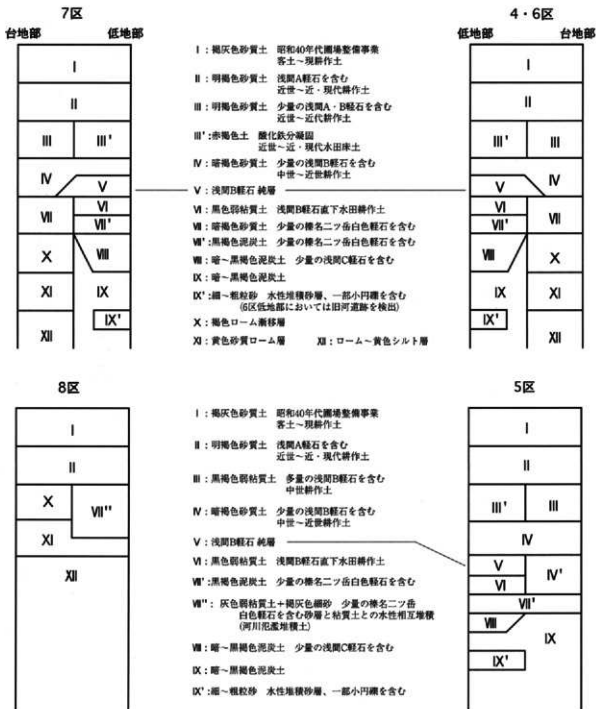 7区
台地部 低地部
I
II
III III'
IV V
VII VI
VII'
X VIII
XI IX
IX'
XII
I：褐灰色砂質土 昭和40年代圃場整備事業
客土～現耕作土
II：明褐色砂質土 浅間A軽石を含む
近世～近・現代耕作土
III：明褐色砂質土 少量の浅間A・B軽石を含む
近世～近代耕作土
III'：赤褐色土 酸化鉄分凝固
近世～近・現代水田床土
IV：暗褐色砂質土 少量の浅間B軽石を含む
中世～近世耕作土
V：浅間B軽石 純層
VI：黒色弱粘質土 浅間B軽石直下水田耕作土
VII：暗褐色砂質土 少量の榛名二ツ岳白色軽石を含む
VII'：黒褐色泥炭土 少量の榛名二ツ岳白色軽石を含む
VIII：暗～黒褐色泥炭土 少量の浅間C軽石を含む
IX：暗～黒褐色泥炭土
IX'：細～粗粒砂 水性堆積砂層、一部小円礫を含む
(6区低地部においては旧河道跡を検出)
X：褐色ローム漸移層
XI：黄色砂質ローム層 XII：ローム～黄色シルト層
4・6区
低地部 台地部
I
II
III' III
V IV
VI VII
VII'
VIII X
IX XI
IX'
XII
8区
I
II
X VII''
XI
XII
I：褐灰色砂質土 昭和40年代圃場整備事業
客土～現耕作土
II：明褐色砂質土 浅間A軽石を含む
近世～近・現代耕作土
III：黒褐色弱粘質土 多量の浅間B軽石を含む
中世耕作土
IV：暗褐色砂質土 少量の浅間B軽石を含む
中世～近世耕作土
V：浅間B軽石 純層
VI：黒色弱粘質土 浅間B軽石直下水田耕作土
VII'：黒褐色泥炭土 少量の榛名二ツ岳白色軽石を含む
VII''：灰色弱粘質土+褐灰色細砂 少量の榛名二ツ岳
白色軽石を含む砂層と粘質土との水性相互堆積
(河川氾濫堆積土)
VIII：暗～黒褐色泥炭土 少量の浅間C軽石を含む
IX：暗～黒褐色泥炭土
IX'：細～粗粒砂 水性堆積砂層、一部小円礫を含む
5区
I
II
III' III
IV
V IV'
VI
VII'
VIII IX
IX'